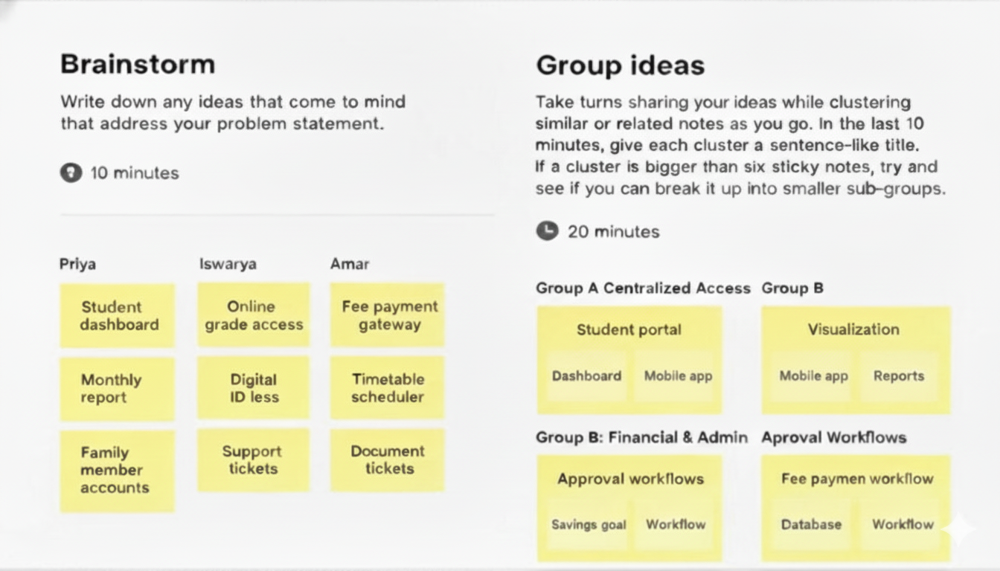 Brainstorm
Write down any ideas that come to mind
that address your problem statement.
10 minutes
Priya
Student
dashboard
Monthly
report
Family
member
accounts
Iswarya
Online
grade access
Digital
ID less
Support
tickets
Amar
Fee payment
gateway
Timetable
scheduler
Document
tickets
Group ideas
Take turns sharing your ideas while clustering
similar or related notes as you go. In the last 10
minutes, give each cluster a sentence-like title.
If a cluster is bigger than six sticky notes, try and
see if you can break it up into smaller sub-groups.
20 minutes
Group A Centralized Access
Student portal
Dashboard
Mobile app
Group B
Visualization
Mobile app
Reports
Group B: Financial & Admin
Approval workflows
Savings goal
Workflow
Aproval Workflows
Fee paymen workflow
Database
Workflow